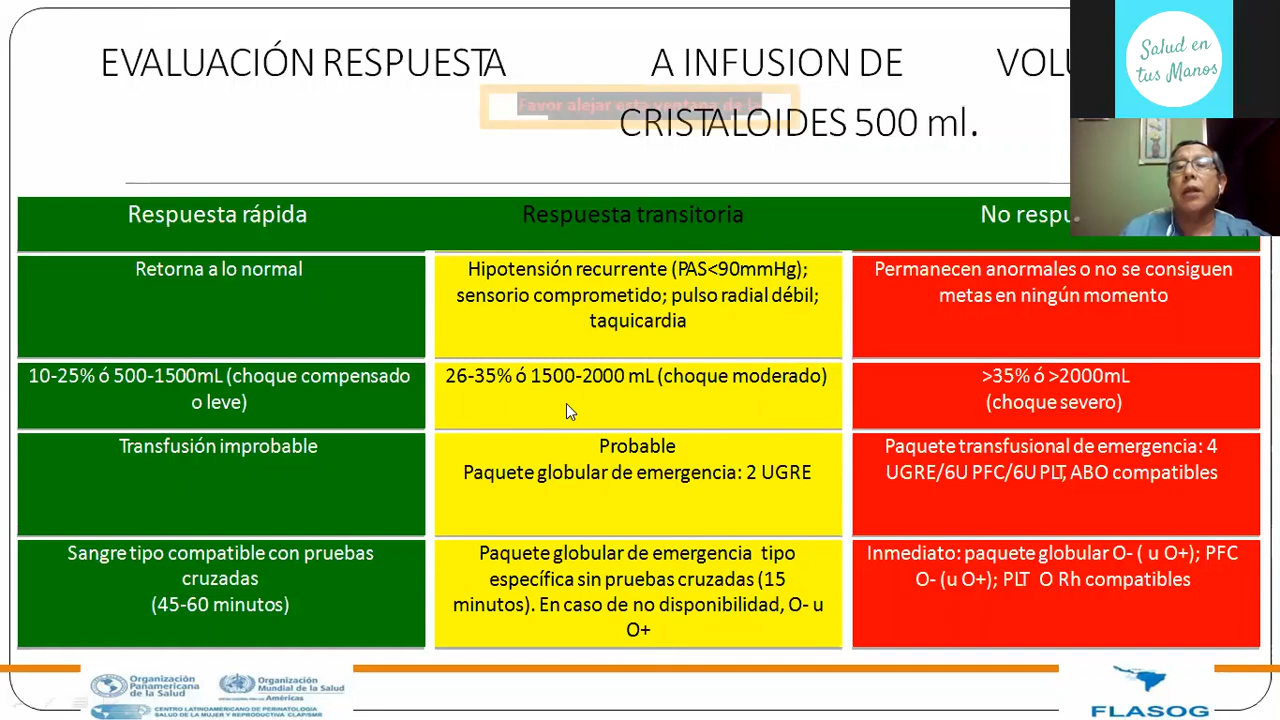 EVALUACIÓN RESPUESTA A INFUSION DE
CRISTALOIDES 500 ml.
Favor alejar esta ventana de la
Salud en
tus Manos
Respuesta rápida
Respuesta transitoria
No
Retorna a lo normal
Hipotensión recurrente (PAS<90mmHg);
sensorio comprometido; pulso radial débil;
taquicardia
Permanecen anormales o no se consiguen
metas en ningún momento
10-25% ó 500-1500mL (choque compensado
o leve)
26-35% ó 1500-2000 mL (choque moderado)
>35% ó >2000mL
(choque severo)
Transfusión improbable
Probable
Paquete globular de emergencia: 2 UGRE
Paquete transfusional de emergencia: 4
UGRE/6U PFC/6U PLT, ABO compatibles
Sangre tipo compatible con pruebas
cruzadas
(45-60 minutos)
Paquete globular de emergencia tipo
específica sin pruebas cruzadas (15
minutos). En caso de no disponibilidad, O- u
O+
Inmediato: paquete globular O- ( u O+); PFC
O- (u O+); PLT O Rh compatibles
Organización
Panamericana
de la Salud
Organización
Mundial de la Salud
Américas
CENTRO LATINOAMERICANO DE PERINATOLOGIA
SALUD DE LA MUJER Y REPRODUCTIVA CLAP/SMR
FLASOG